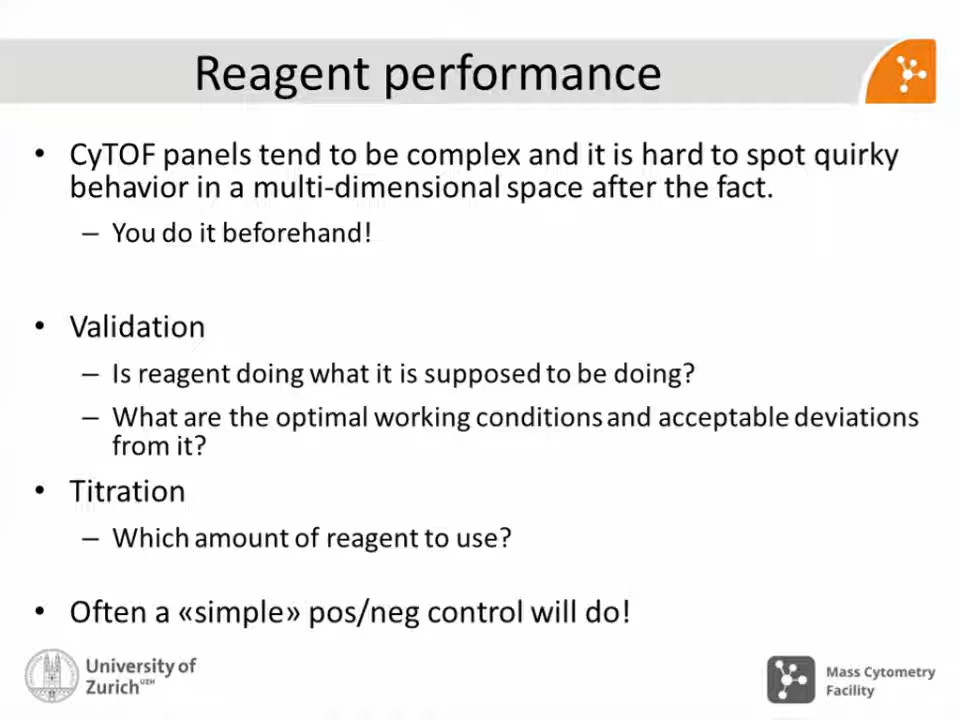 Reagent performance
• CyTOF panels tend to be complex and it is hard to spot quirky
behavior in a multi-dimensional space after the fact.
– You do it beforehand!
• Validation
– Is reagent doing what it is supposed to be doing?
– What are the optimal working conditions and acceptable deviations
from it?
• Titration
– Which amount of reagent to use?
• Often a «simple» pos/neg control will do!
University of
Zurich UZH
Mass Cytometry
Facility